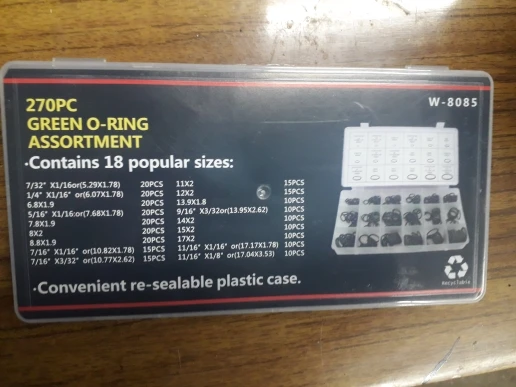 270PC
GREEN O-RING
ASSORTMENT
W-8085
·Contains 18 popular sizes:
7/32" X1/16or(5.29X1.78) 20PCS 11X2 15PCS
1/4" X1/16" or(6.07X1.78) 20PCS 12X2 15PCS
6.8X1.9 20PCS 13.9X1.8 10PCS
5/16" X1/16:or(7.68X1.78) 20PCS 9/16" X3/32or(13.95X2.62) 10PCS
7.8X1.9 20PCS 14X2 10PCS
8X2 20PCS 15X2 10PCS
8.8X1.9 20PCS 17X2 10PCS
7/16" X1/16" or(10.82X1.78) 15PCS 11/16" X1/16" or(17.17X1.78) 10PCS
7/16" X3/32" or(10.77X2.62) 15PCS 11/16" X1/8" or(17.04X3.53) 10PCS
Recyclable
·Convenient re-sealable plastic case.